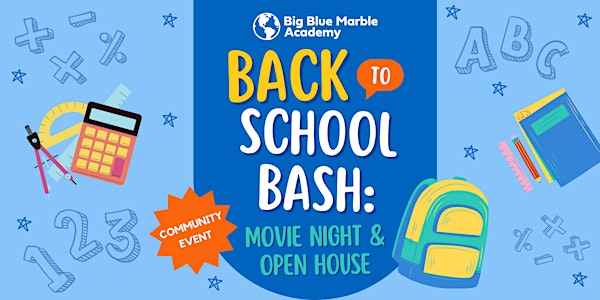 Big Blue Marble
Academy
BACK TO
SCHOOL
BASH:
MOVIE NIGHT &
OPEN HOUSE
COMMUNITY
EVENT
+ × - ÷ %
ABC
123
÷ % × - +